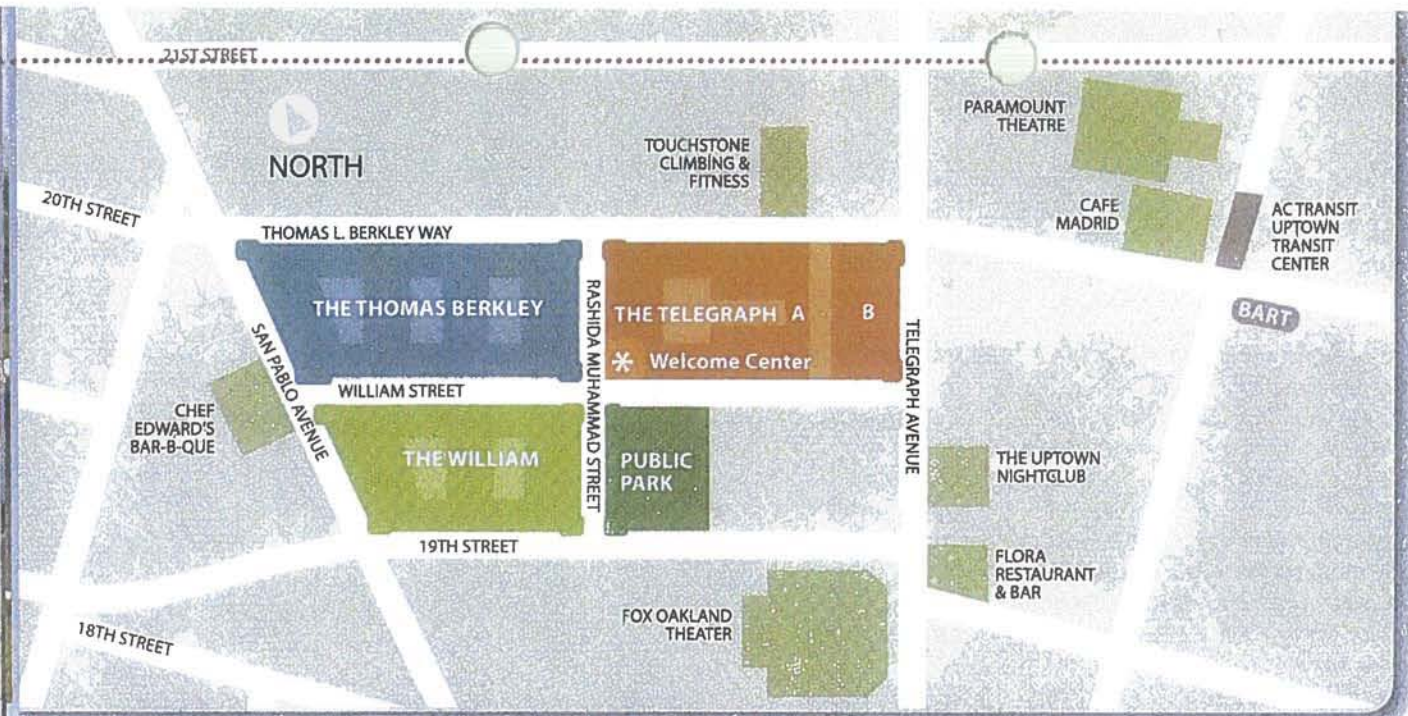 21ST STREET
NORTH
20TH STREET
THOMAS L. BERKLEY WAY
TOUCHSTONE
CLIMBING &
FITNESS
PARAMOUNT
THEATRE
CAFE
MADRID
AC TRANSIT
UPTOWN
TRANSIT
CENTER
BART
THE THOMAS BERKLEY
RASHIDA MUHAMMAD STREET
THE TELEGRAPH A B
* Welcome Center
TELEGRAPH AVENUE
SAN PABLO AVENUE
WILLIAM STREET
CHEF
EDWARD'S
BAR-B-QUE
THE WILLIAM
PUBLIC
PARK
THE UPTOWN
NIGHTCLUB
19TH STREET
FLORA
RESTAURANT
& BAR
FOX OAKLAND
THEATER
18TH STREET